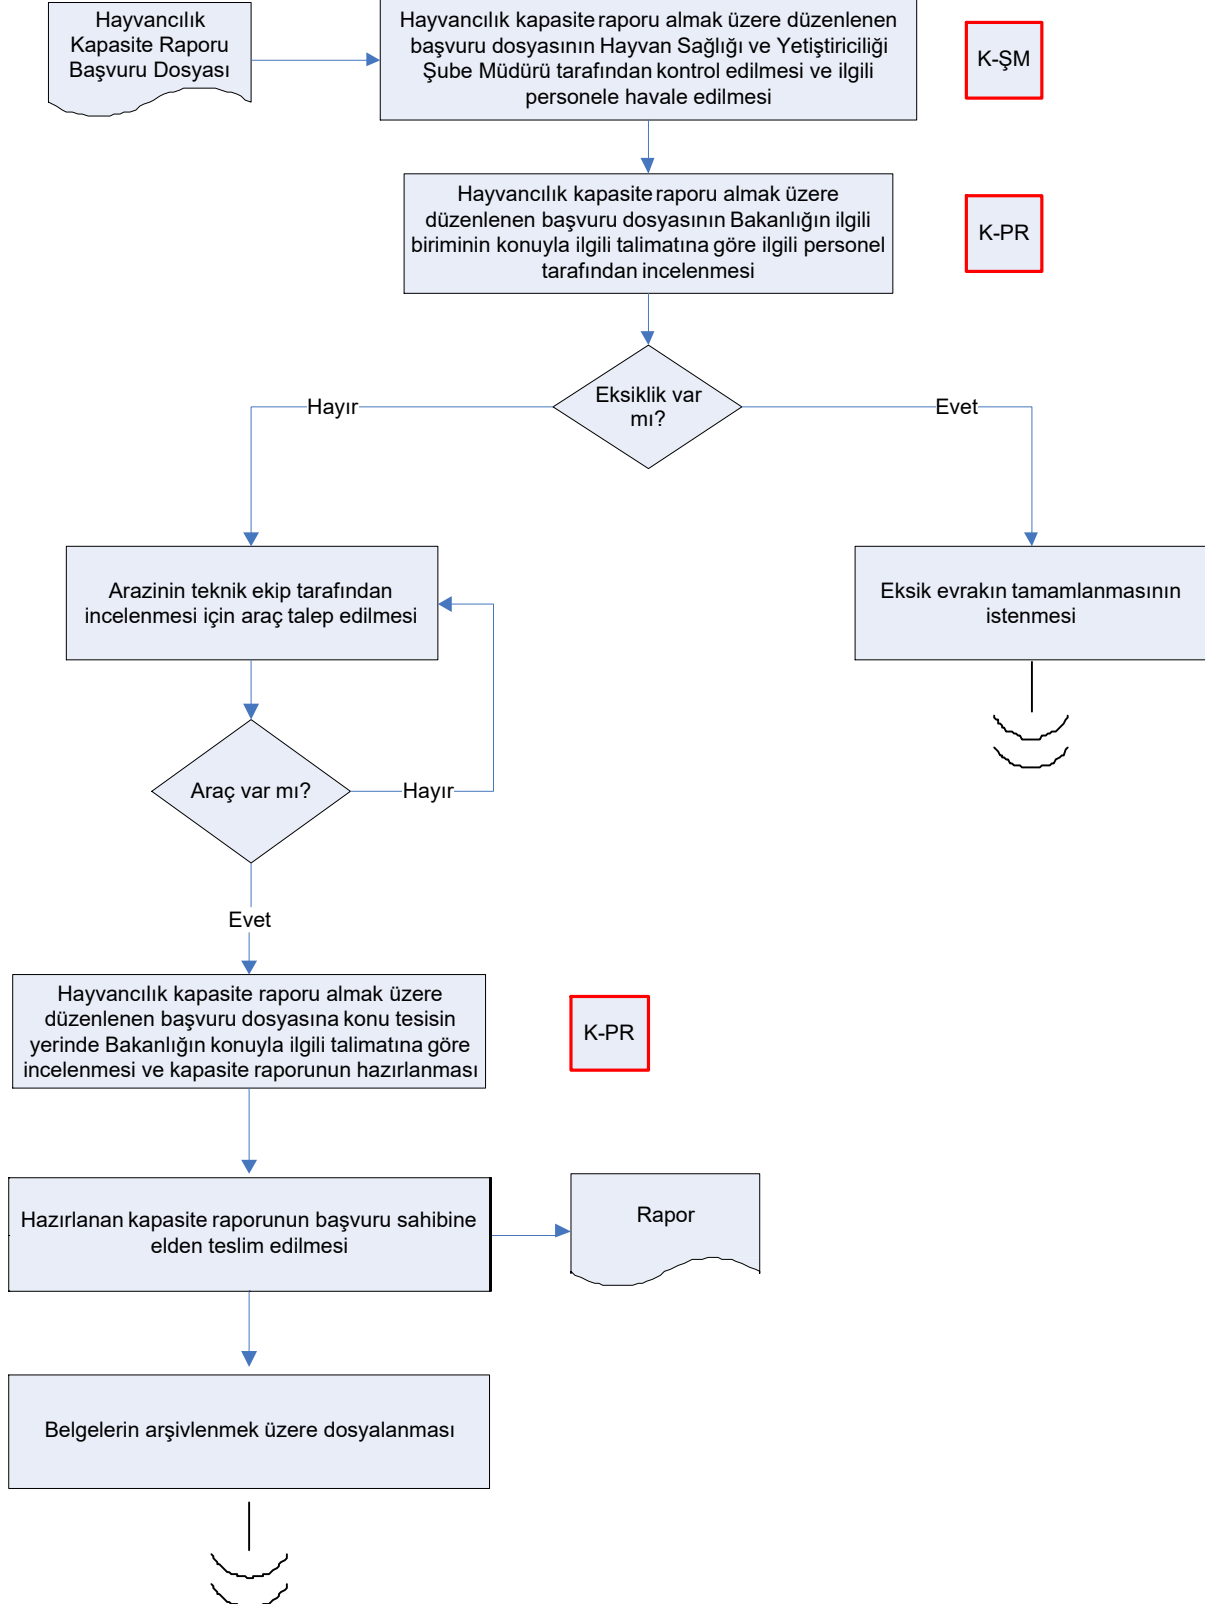 Hayvancılık
Kapasite Raporu
Başvuru Dosyası
Hayvancılık kapasite raporu almak üzere düzenlenen
başvuru dosyasının Hayvan Sağlığı ve Yetiştiriciliği
Şube Müdürü tarafından kontrol edilmesi ve ilgili
personele havale edilmesi
K-ŞM
Hayvancılık kapasite raporu almak üzere
düzenlenen başvuru dosyasının Bakanlığın ilgili
biriminin konuyla ilgili talimatına göre ilgili personel
tarafından incelenmesi
K-PR
Eksiklik var
mı?
Hayır
Evet
Arazinin teknik ekip tarafından
incelenmesi için araç talep edilmesi
Eksik evrakın tamamlanmasının
istenmesi
Araç var mı?
Hayır
Evet
Hayvancılık kapasite raporu almak üzere
düzenlenen başvuru dosyasına konu tesisin
yerinde Bakanlığın konuyla ilgili talimatına göre
incelenmesi ve kapasite raporunun hazırlanması
K-PR
Hazırlanan kapasite raporunun başvuru sahibine
elden teslim edilmesi
Rapor
Belgelerin arşivlenmek üzere dosyalanması